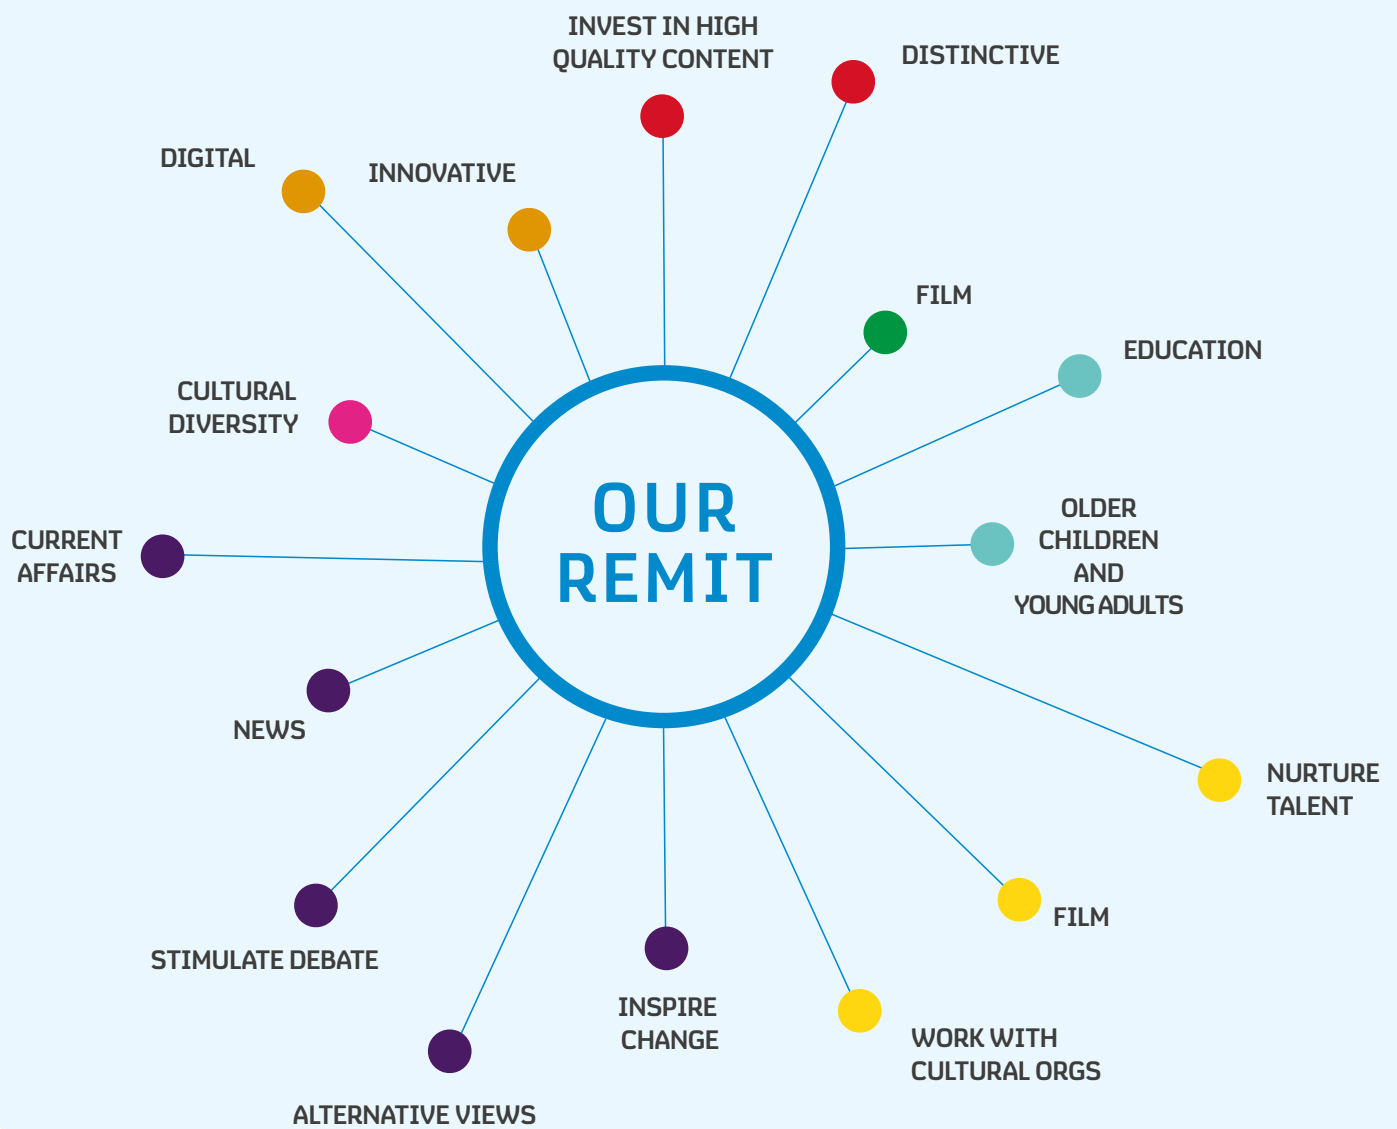 INVEST IN HIGH
QUALITY CONTENT
DISTINCTIVE
DIGITAL
INNOVATIVE
FILM
EDUCATION
CULTURAL
DIVERSITY
OUR
REMIT
OLDER
CHILDREN
AND
YOUNG ADULTS
CURRENT
AFFAIRS
NEWS
NURTURE
TALENT
FILM
STIMULATE DEBATE
INSPIRE
CHANGE
WORK WITH
CULTURAL ORGS
ALTERNATIVE VIEWS